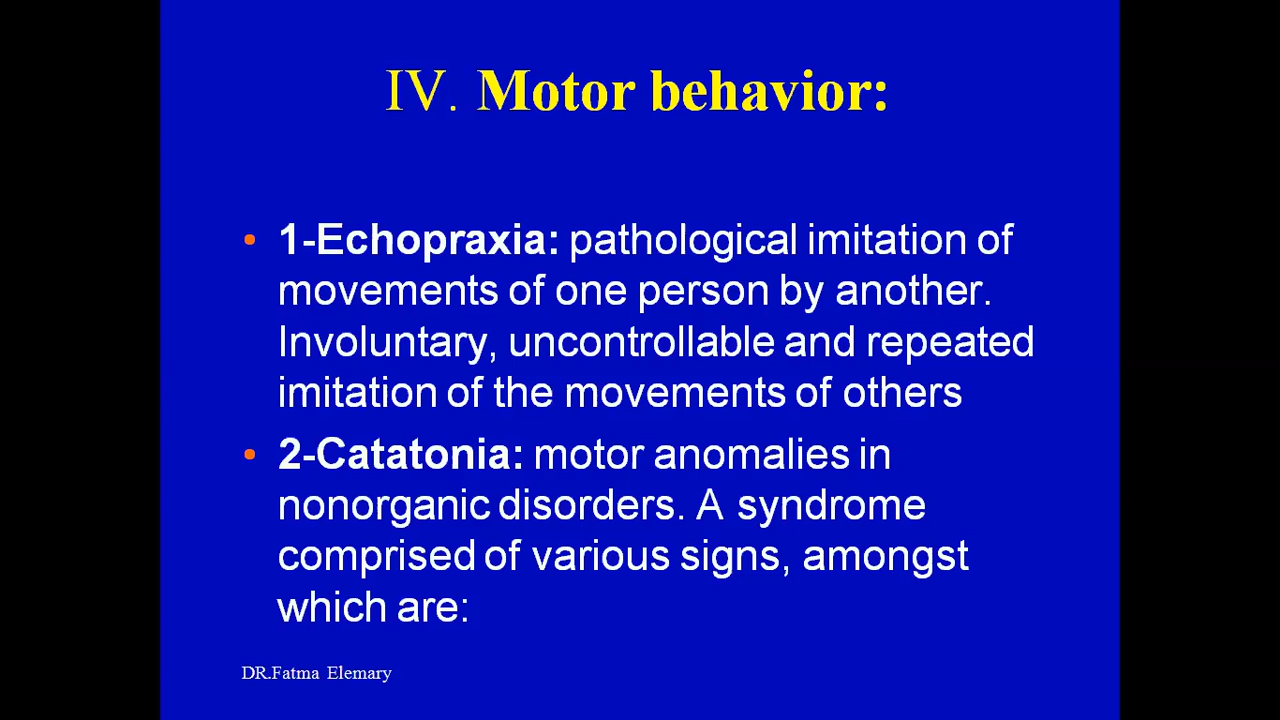 IV. Motor behavior:
• 1-Echopraxia: pathological imitation of
movements of one person by another.
Involuntary, uncontrollable and repeated
imitation of the movements of others
• 2-Catatonia: motor anomalies in
nonorganic disorders. A syndrome
comprised of various signs, amongst
which are:
DR.Fatma Elemary